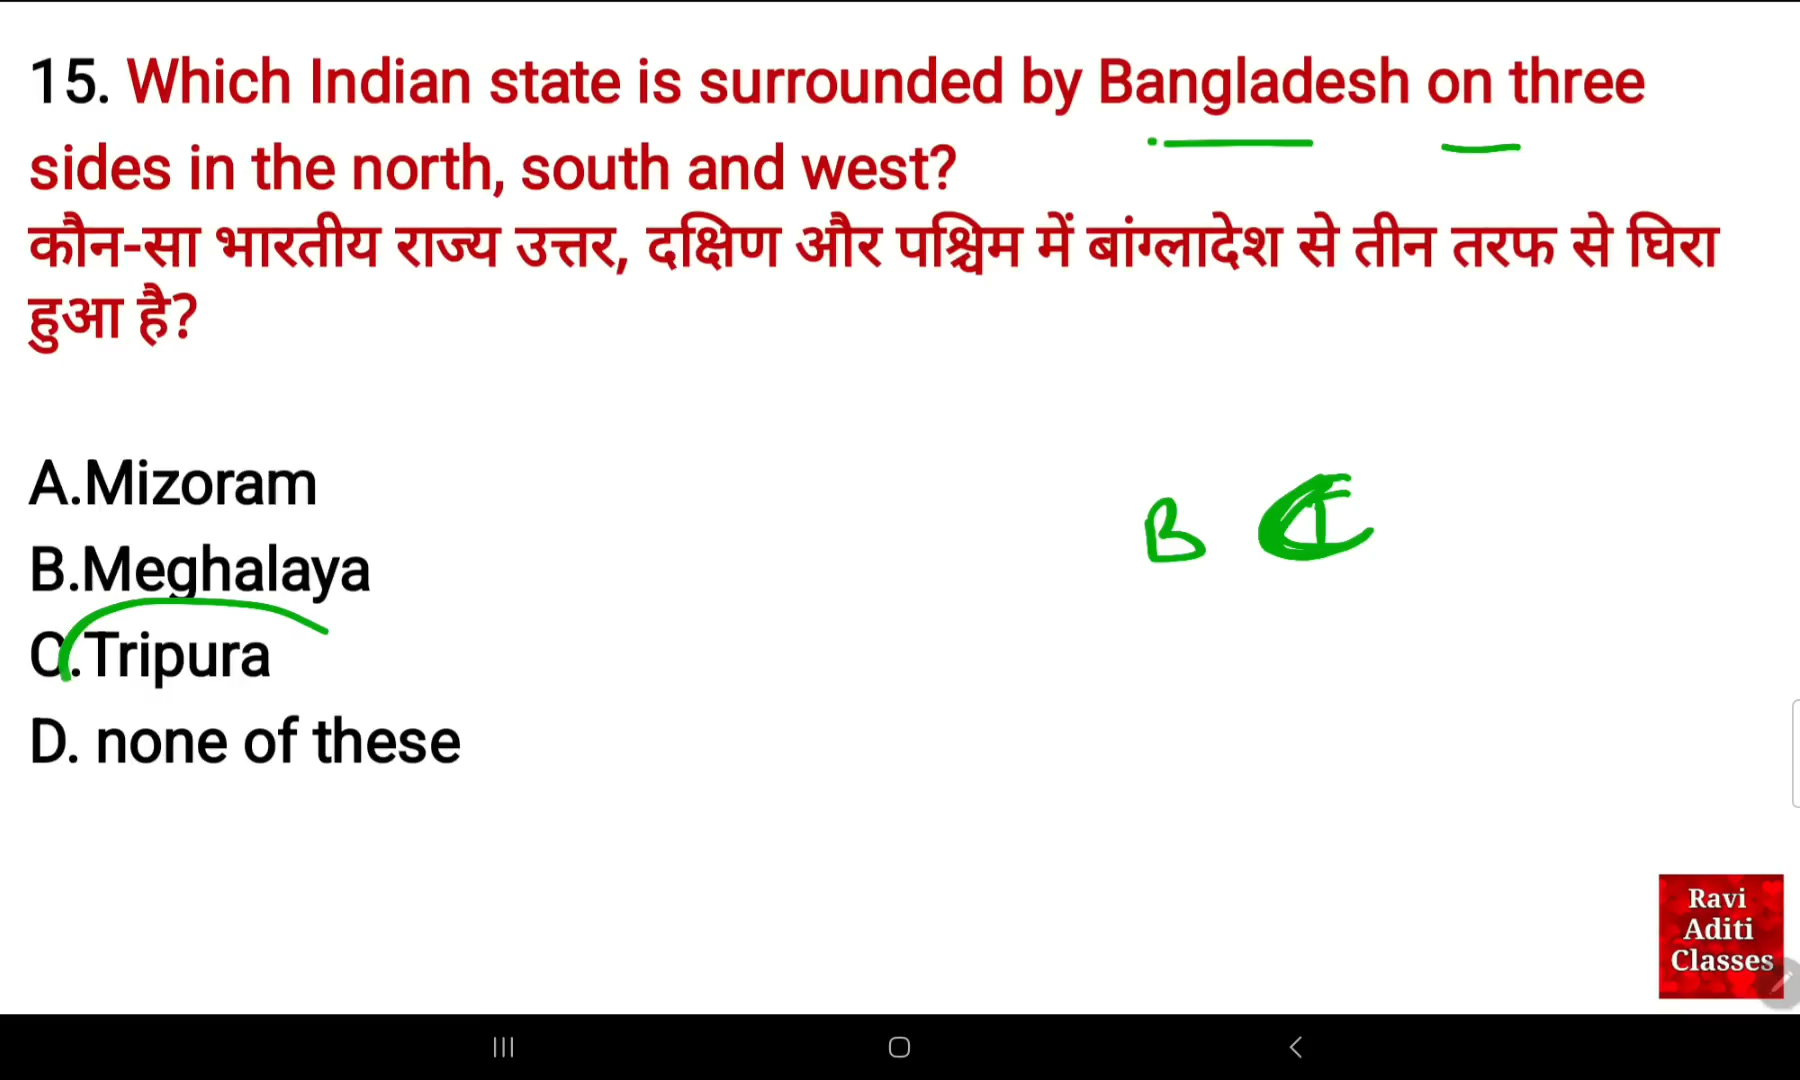 15. Which Indian state is surrounded by Bangladesh on three
sides in the north, south and west?
कौन-सा भारतीय राज्य उत्तर, दक्षिण और पश्चिम में बांग्लादेश से तीन तरफ से घिरा
हुआ है?
A.Mizoram
B.Meghalaya
C.Tripura
D. none of these
B
Ravi
Aditi
Classes